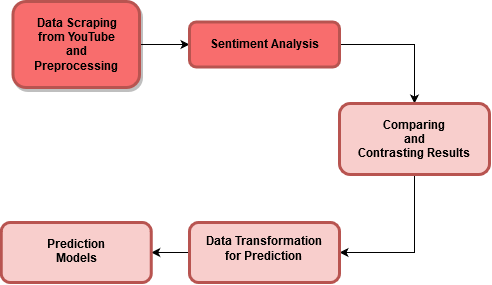 Data Scraping
from YouTube
and
Preprocessing
Sentiment Analysis
Comparing
and
Contrasting Results
Data Transformation
for Prediction
Prediction
Models